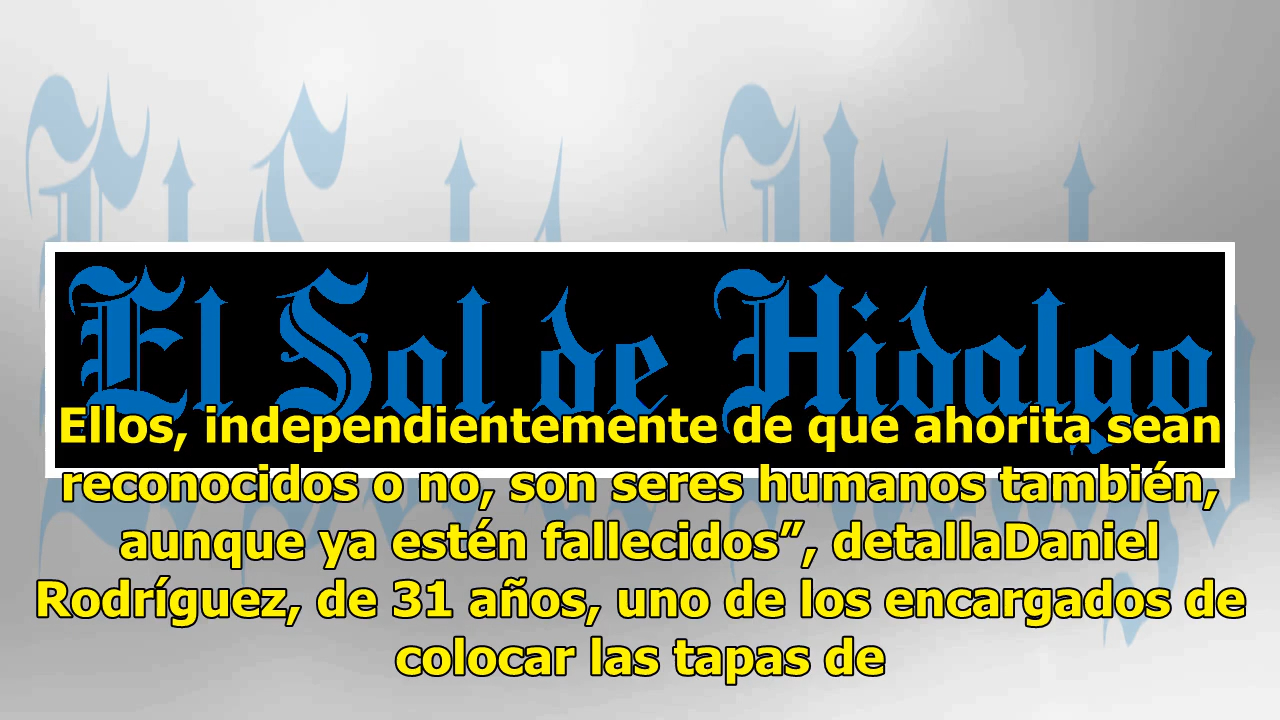 El Sol de Hidalgo
Ellos, independientemente de que ahorita sean
reconocidos o no, son seres humanos también,
aunque ya estén fallecidos”, detallaDaniel
Rodríguez, de 31 años, uno de los encargados de
colocar las tapas de